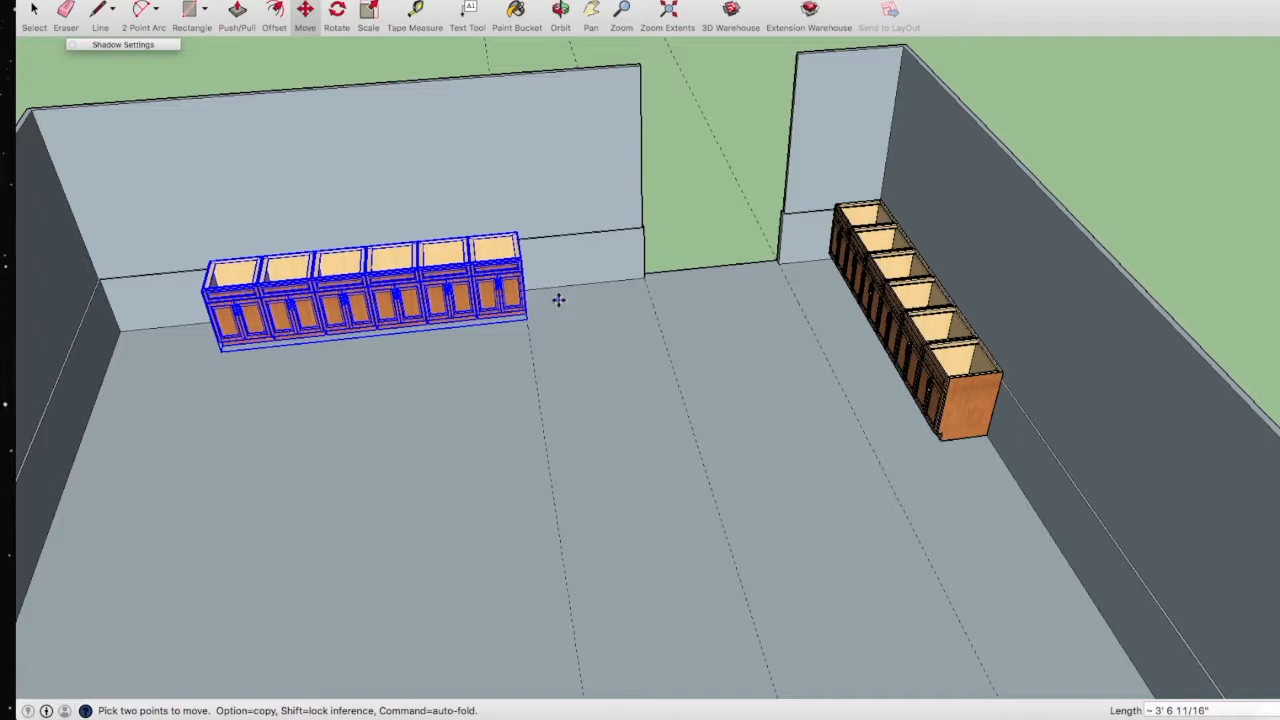 Select Eraser Line 2 Point Arc Rectangle Push/Pull Offset Move Rotate Scale Tape Measure Text Tool Paint Bucket Orbit Pan Zoom Zoom Extents 3D Warehouse Extension Warehouse Send to LayOut
Shadow Settings
Pick two points to move. Option=copy, Shift=lock inference, Command=auto-fold. Length ~ 3' 6 11/16"